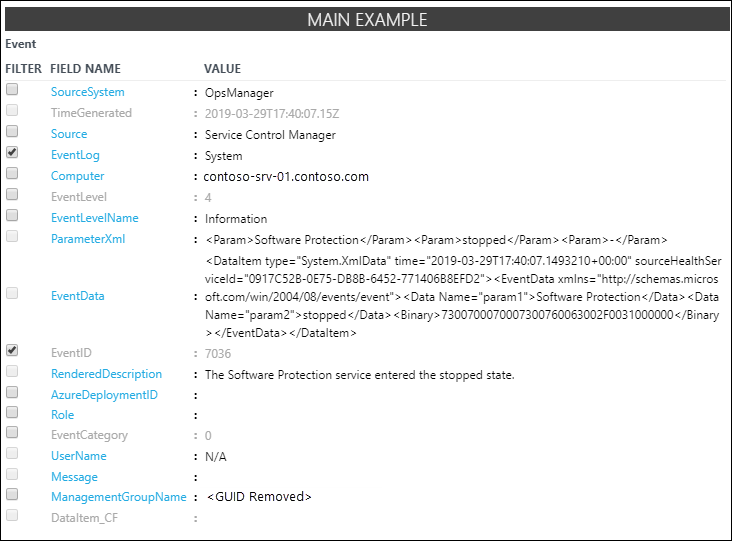 MAIN EXAMPLE
Event
FILTER FIELD NAME VALUE
SourceSystem : OpsManager
TimeGenerated : 2019-03-29T17:40:07.15Z
Source : Service Control Manager
EventLog : System
Computer : contoso-srv-01.contoso.com
EventLevel : 4
EventLevelName : Information
ParameterXml : <Param>Software Protection</Param><Param>stopped</Param><Param>-</Param>
<DataItem type="System.XmlData" time="2019-03-29T17:40:07.1493210+00:00" sourceHealthSer
viceId="0917C52B-0E75-DB8B-6452-771406B8EFD2"><EventData xmlns="http://schemas.micros
EventData : oft.com/win/2004/08/events/event"><Data Name="param1">Software Protection</Data><Data
Name="param2">stopped</Data><Binary>7300700070007300760063002F0031000000</Binary
></EventData></DataItem>
EventID : 7036
RenderedDescription : The Software Protection service entered the stopped state.
AzureDeploymentID :
Role :
EventCategory : 0
UserName : N/A
Message :
ManagementGroupName : <GUID Removed>
DataItem_CF :